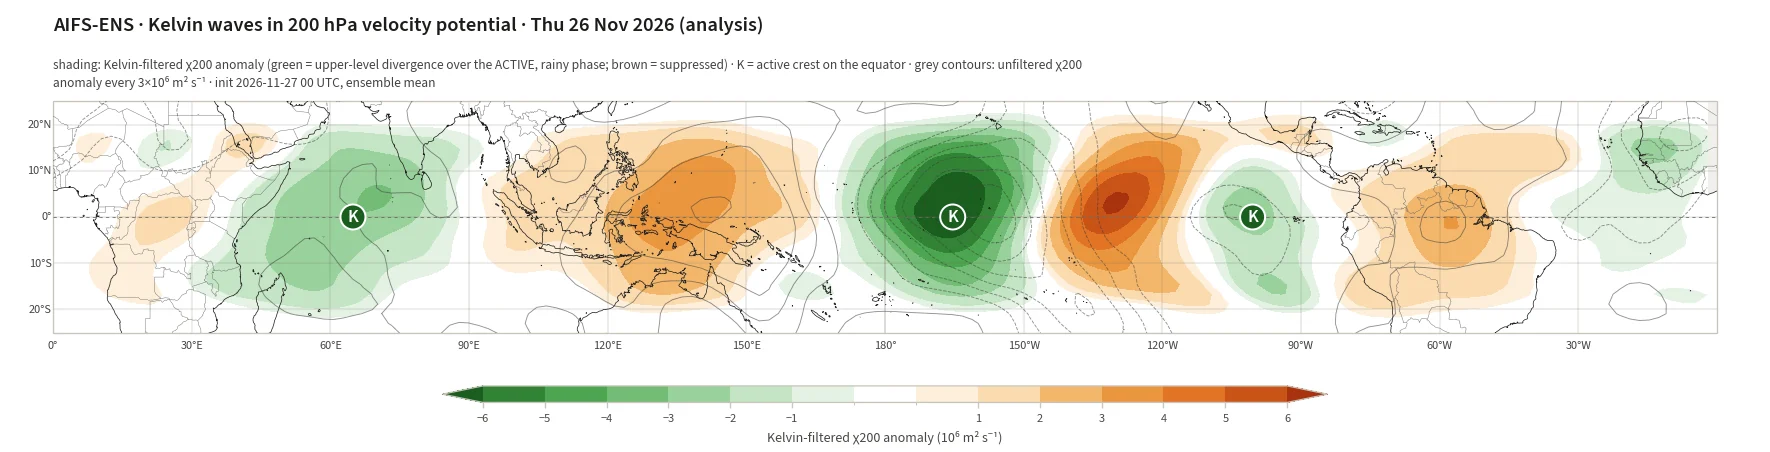 AIFS-ENS · Kelvin waves in 200 hPa velocity potential · Thu 26 Nov 2026 (analysis)
shading: Kelvin-filtered χ200 anomaly (green = upper-level divergence over the ACTIVE, rainy phase; brown = suppressed) · K = active crest on the equator · grey contours: unfiltered χ200
anomaly every 3×10⁶ m² s⁻¹ · init 2026-11-27 00 UTC, ensemble mean
20°N
10°N
0°
10°S
20°S
K K K
0° 30°E 60°E 90°E 120°E 150°E 180° 150°W 120°W 90°W 60°W 30°W
−6 −5 −4 −3 −2 −1 1 2 3 4 5 6
Kelvin-filtered χ200 anomaly (10⁶ m² s⁻¹)